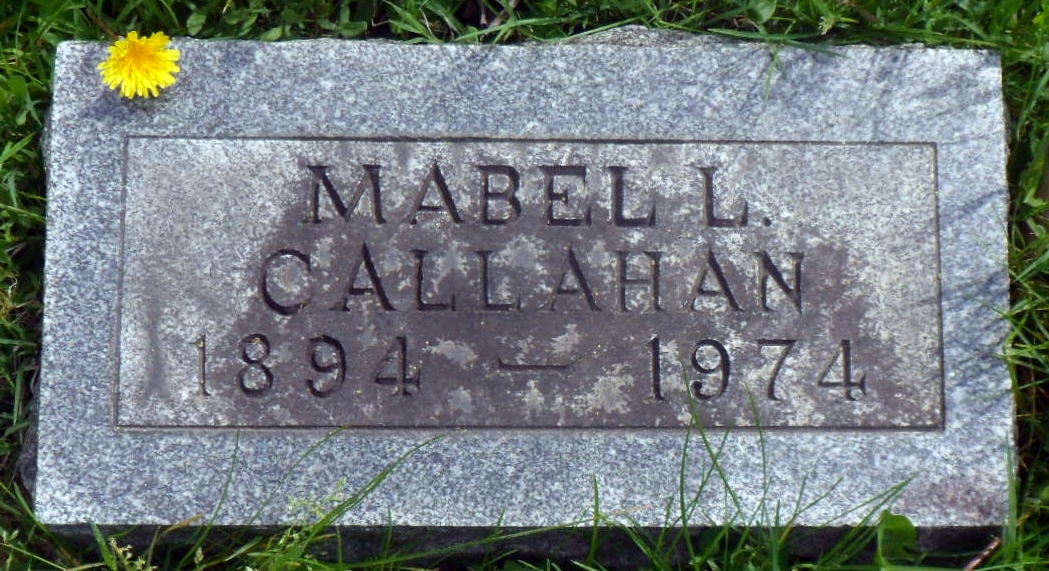 MABEL L.
CALLAHAN
1894 — 1974